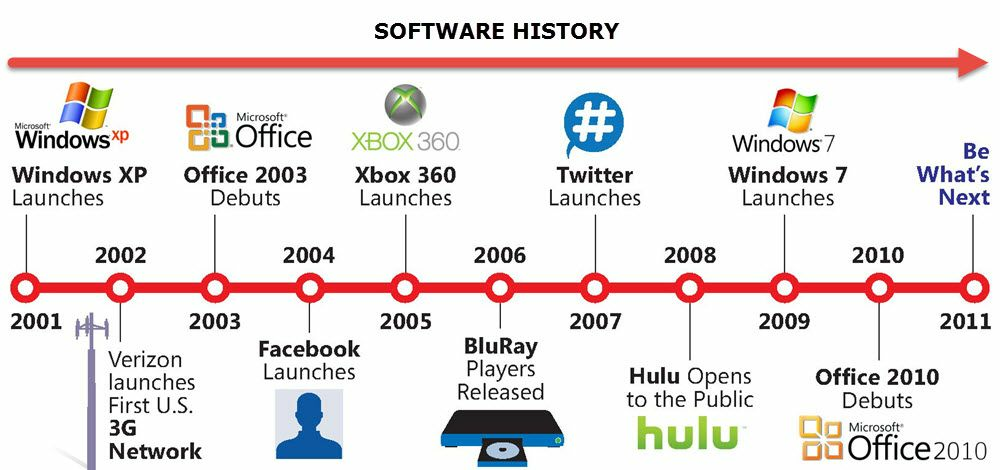 SOFTWARE HISTORY
Microsoft
Windows xp
Windows XP
Launches
Microsoft
Office
Office 2003
Debuts
XBOX 360
Xbox 360
Launches
#
Twitter
Launches
Windows 7
Windows 7
Launches
Be
What's
Next
2002
2004
2006
2008
2010
2001
2003
2005
2007
2009
2011
Verizon
launches
First U.S.
3G
Network
Facebook
Launches
BluRay
Players
Released
Hulu Opens
to the Public
hulu
Office 2010
Debuts
Microsoft
Office 2010